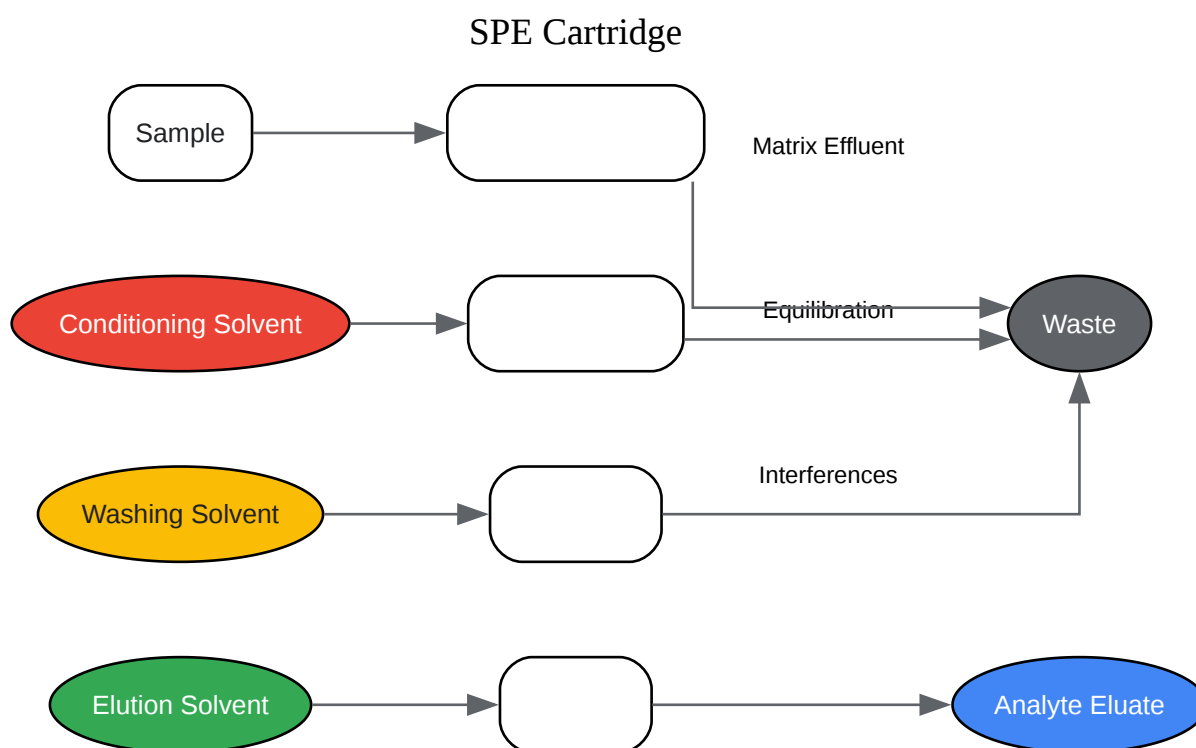 SPE Cartridge
Sample
Matrix Effluent
Conditioning Solvent
Equilibration
Waste
Washing Solvent
Interferences
Elution Solvent
Analyte Eluate